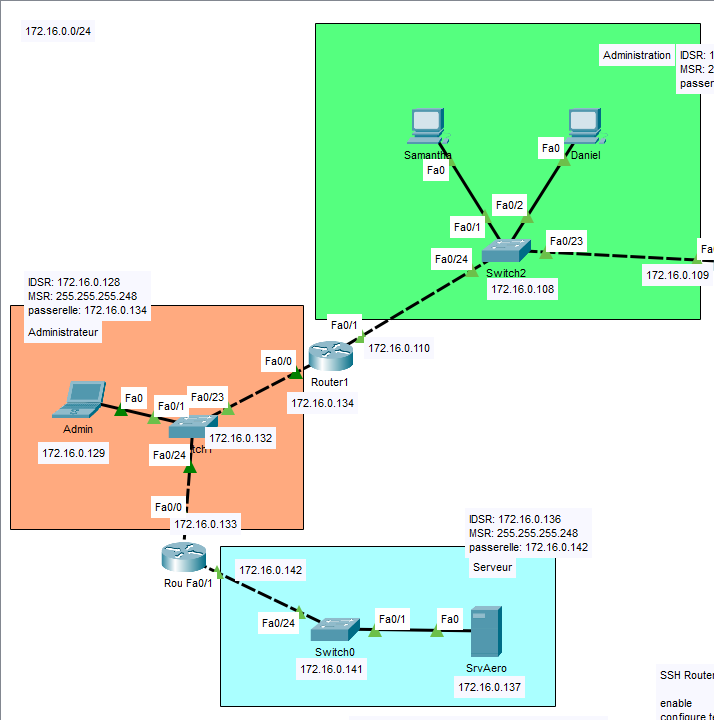 172.16.0.0/24
Administration
IDSR: 1
MSR: 2
passer
Samantha
Daniel
Fa0
Fa0
Fa0/2
Fa0/1
Fa0/23
Fa0/24
Switch2
172.16.0.109
172.16.0.108
IDSR: 172.16.0.128
MSR: 255.255.255.248
passerelle: 172.16.0.134
Administrateur
Fa0/1
172.16.0.110
Fa0/0
Router1
172.16.0.134
Fa0
Fa0/1
Fa0/23
Admin
172.16.0.132
172.16.0.129
Fa0/24
Fa0/0
172.16.0.133
IDSR: 172.16.0.136
MSR: 255.255.255.248
passerelle: 172.16.0.142
Serveur
Rou Fa0/1
172.16.0.142
Fa0/24
Fa0/1
Fa0
Switch0
172.16.0.141
SrvAero
172.16.0.137
SSH Router
enable
configure te